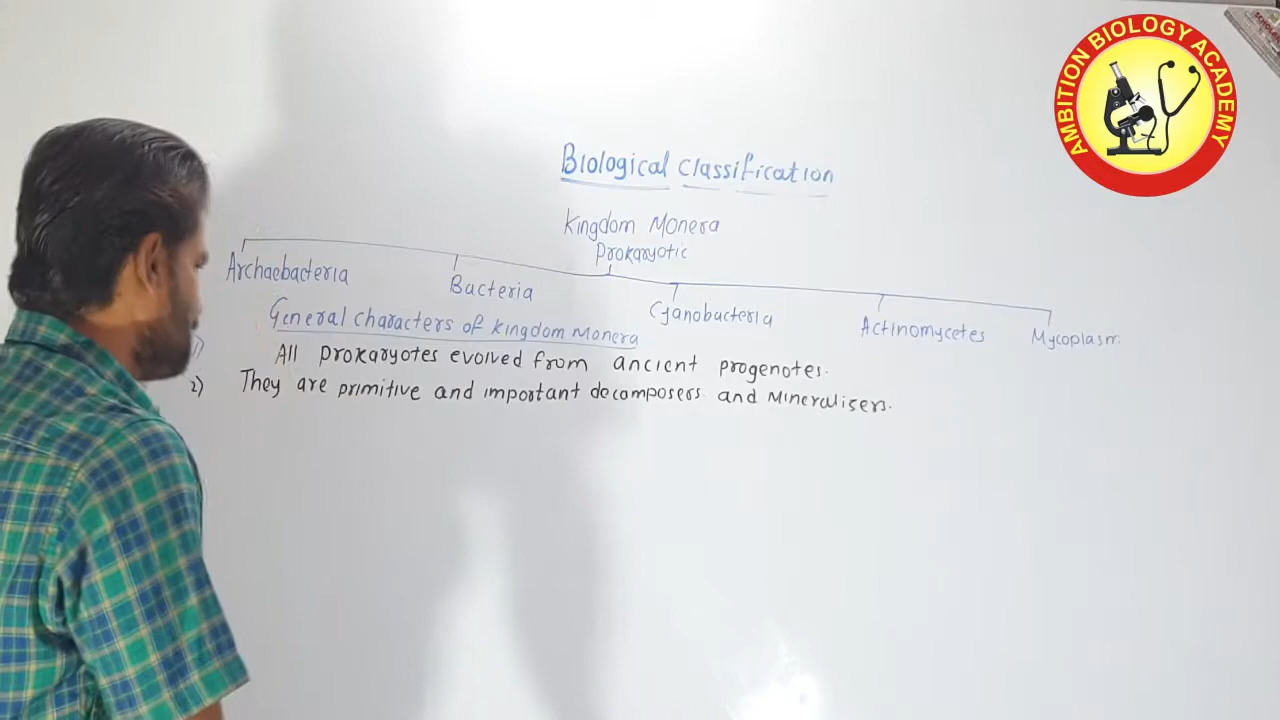 AMBITION BIOLOGY ACADEMY
Biological Classification
Kingdom Monera
Prokaryotic
Archaebacteria Bacteria Cyanobacteria Actinomycetes Mycoplasm
General characters of kingdom monera
All prokaryotes evolved from ancient progenotes.
2) They are primitive and important decomposers and Mineralisers.